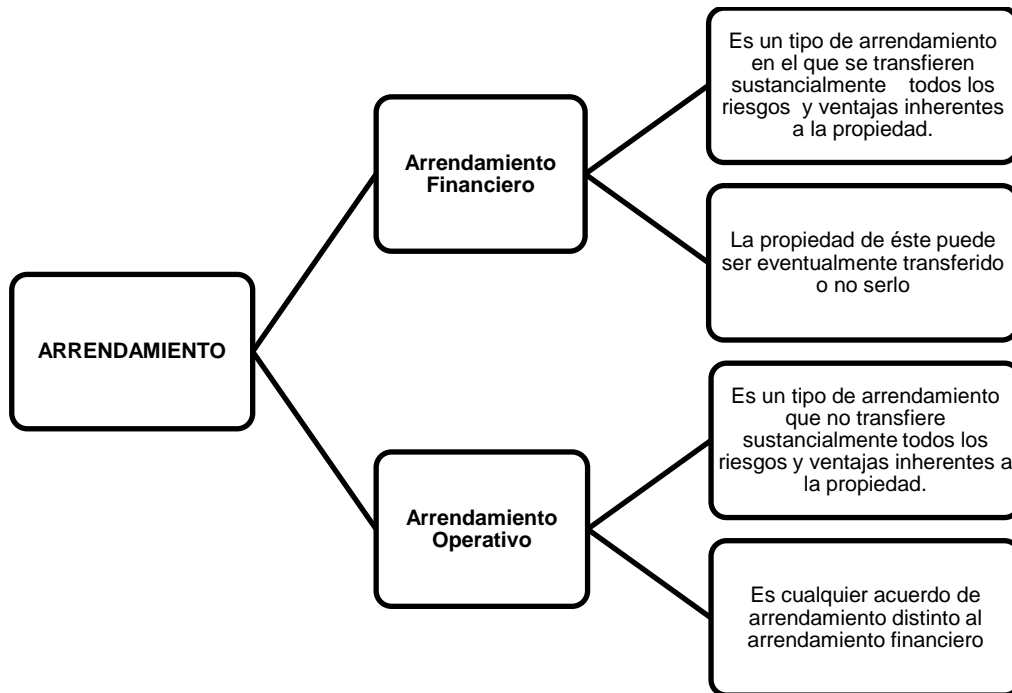 ARRENDAMIENTO
Arrendamiento
Financiero
Es un tipo de arrendamiento
en el que se transfieren
sustancialmente todos los
riesgos y ventajas inherentes
a la propiedad.
La propiedad de éste puede
ser eventualmente transferido
o no serlo
Arrendamiento
Operativo
Es un tipo de arrendamiento
que no transfiere
sustancialmente todos los
riesgos y ventajas inherentes a
la propiedad.
Es cualquier acuerdo de
arrendamiento distinto al
arrendamiento financiero